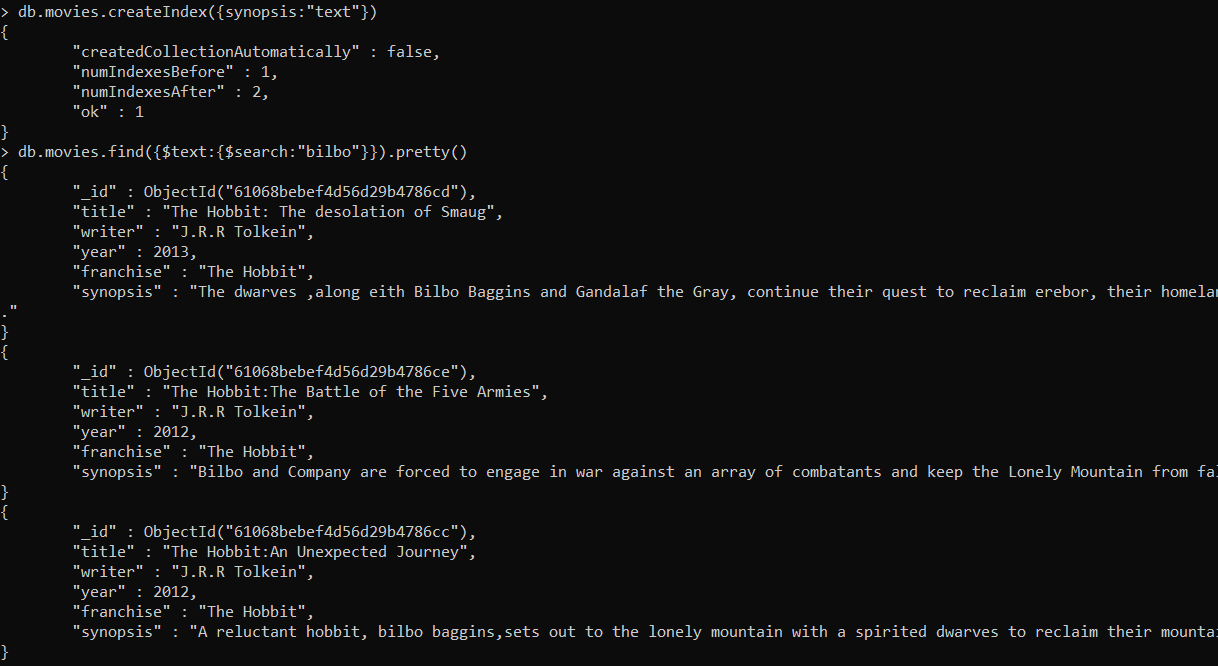 > db.movies.createIndex({synopsis:"text"})
{
        "createdCollectionAutomatically" : false,
        "numIndexesBefore" : 1,
        "numIndexesAfter" : 2,
        "ok" : 1
}
> db.movies.find({$text:{$search:"bilbo"}}).pretty()
{
        "_id" : ObjectId("61068bebef4d56d29b4786cd"),
        "title" : "The Hobbit: The desolation of Smaug",
        "writer" : "J.R.R Tolkein",
        "year" : 2013,
        "franchise" : "The Hobbit",
        "synopsis" : "The dwarves ,along eith Bilbo Baggins and Gandalaf the Gray, continue their quest to reclaim erebor, their
."
}
{
        "_id" : ObjectId("61068bebef4d56d29b4786ce"),
        "title" : "The Hobbit:The Battle of the Five Armies",
        "writer" : "J.R.R Tolkein",
        "year" : 2012,
        "franchise" : "The Hobbit",
        "synopsis" : "Bilbo and Company are forced to engage in war against an array of combatants and keep the Lonely Mountain from
}
{
        "_id" : ObjectId("61068bebef4d56d29b4786cc"),
        "title" : "The Hobbit:An Unexpected Journey",
        "writer" : "J.R.R Tolkein",
        "year" : 2012,
        "franchise" : "The Hobbit",
        "synopsis" : "A reluctant hobbit, bilbo baggins,sets out to the lonely mountain with a spirited dwarves to reclaim their
}